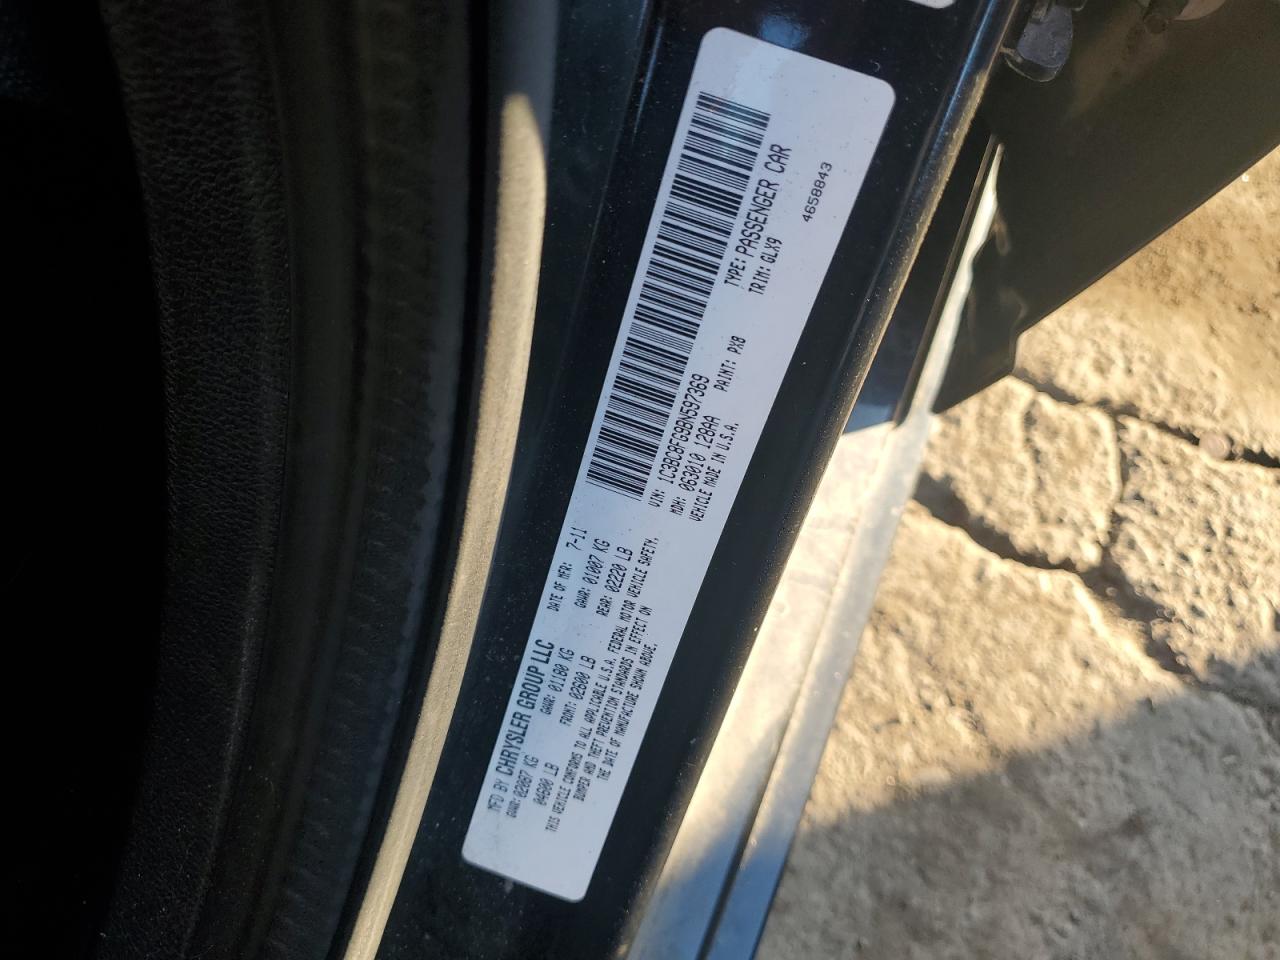 MFD BY CHRYSLER GROUP LLC DATE OF MFR: 7-11
GVWR: 02087 KG GAWR: 01180 KG GAWR: 01007 KG
04600 LB FRONT: 02600 LB REAR: 02220 LB
THIS VEHICLE CONFORMS TO ALL APPLICABLE U.S.A. FEDERAL MOTOR VEHICLE SAFETY,
BUMPER AND THEFT PREVENTION STANDARDS IN EFFECT ON
THE DATE OF MANUFACTURE SHOWN ABOVE.
VIN: 1C3BC8FG9BN597369 TYPE: PASSENGER CAR
MDH: 063010 128AA PAINT: PX8 TRIM: GLX9
VEHICLE MADE IN U.S.A.
4658843